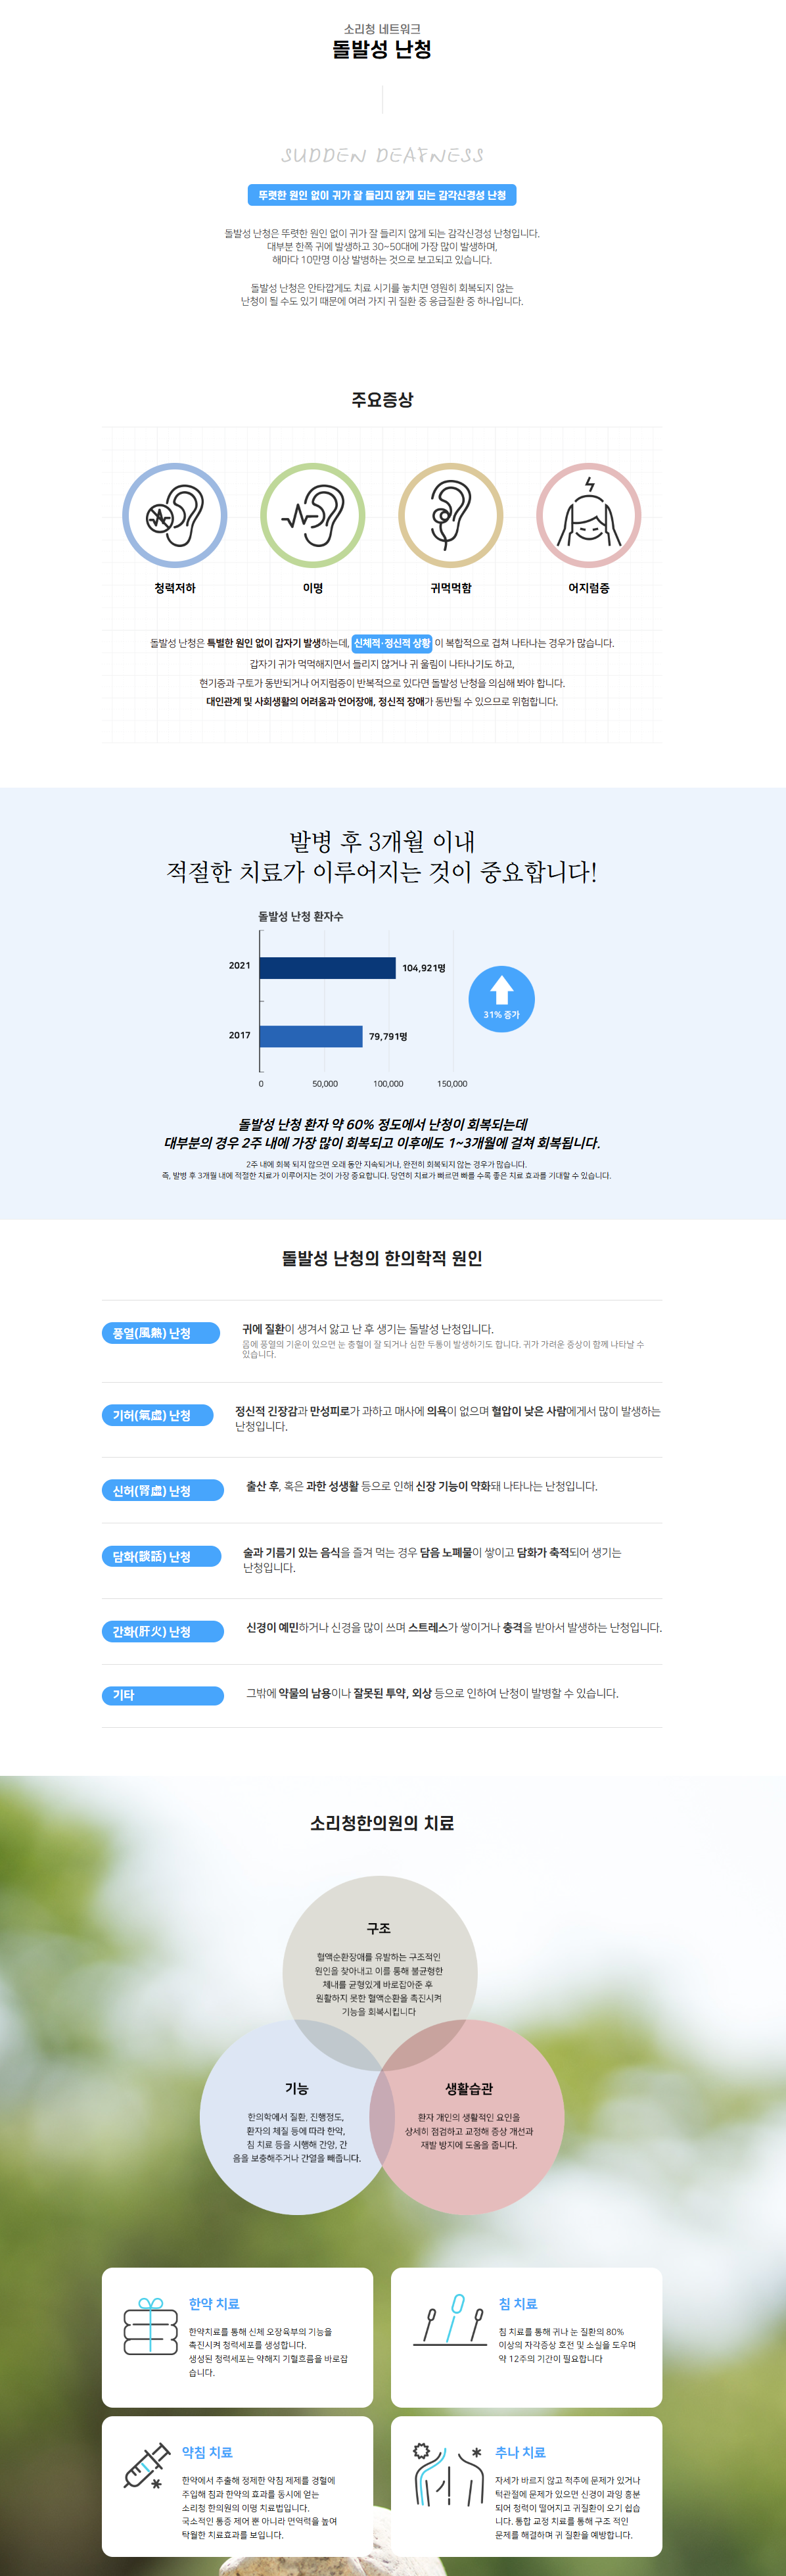 소리청 네트워크
돌발성 난청
SUDDEN DEAFNESS
뚜렷한 원인 없이 귀가 잘 들리지 않게 되는 감각신경성 난청
돌발성 난청은 뚜렷한 원인 없이 귀가 잘 들리지 않게 되는 감각신경성 난청입니다.
대부분 한쪽 귀에 발생하고 30~50대에 가장 많이 발생하며,
해마다 10만명 이상 발병하는 것으로 보고되고 있습니다.
돌발성 난청은 안타깝게도 치료 시기를 놓치면 영원히 회복되지 않는
난청이 될 수도 있기 때문에 여러 가지 귀 질환 중 응급질환 중 하나입니다.
주요증상
청력저하
이명
귀먹먹함
어지럼증
돌발성 난청은 특별한 원인 없이 갑자기 발생하는데, 신체적·정신적 상황 이 복합적으로 겹쳐 나타나는 경우가 많습니다.
갑자기 귀가 먹먹해지면서 들리지 않거나 귀 울림이 나타나기도 하고,
현기증과 구토가 동반되거나 어지럼증이 반복적으로 있다면 돌발성 난청을 의심해 봐야 합니다.
대인관계 및 사회생활의 어려움과 언어장애, 정신적 장애가 동반될 수 있으므로 위험합니다.
발병 후 3개월 이내
적절한 치료가 이루어지는 것이 중요합니다!
돌발성 난청 환자수
2021
104,921명
31% 증가
2017
79,791명
0
50,000
100,000
150,000
돌발성 난청 환자 약 60% 정도에서 난청이 회복되는데
대부분의 경우 2주 내에 가장 많이 회복되고 이후에도 1~3개월에 걸쳐 회복됩니다.
2주 내에 회복 되지 않으면 오래 동안 지속되거나, 완전히 회복되지 않는 경우가 많습니다.
즉, 발병 후 3개월 내에 적절한 치료가 이루어지는 것이 가장 중요합니다. 당연히 치료가 빠르면 빠를 수록 좋은 치료 효과를 기대할 수 있습니다.
돌발성 난청의 한의학적 원인
풍열(風熱) 난청
귀에 질환이 생겨서 앓고 난 후 생기는 돌발성 난청입니다.
몸에 풍열의 기운이 있으면 눈 충혈이 잘 되거나 심한 두통이 발생하기도 합니다. 귀가 가려운 증상이 함께 나타날 수
있습니다.
기허(氣虛) 난청
정신적 긴장감과 만성피로가 과하고 매사에 의욕이 없으며 혈압이 낮은 사람에게서 많이 발생하는
난청입니다.
신허(腎虛) 난청
출산 후, 혹은 과한 성생활 등으로 인해 신장 기능이 약화돼 나타나는 난청입니다.
담화(談話) 난청
술과 기름기 있는 음식을 즐겨 먹는 경우 담음 노폐물이 쌓이고 담화가 축적되어 생기는
난청입니다.
간화(肝火) 난청
신경이 예민하거나 신경을 많이 쓰며 스트레스가 쌓이거나 충격을 받아서 발생하는 난청입니다.
기타
그밖에 약물의 남용이나 잘못된 투약, 외상 등으로 인하여 난청이 발병할 수 있습니다.
소리청한의원의 치료
구조
혈액순환장애를 유발하는 구조적인
원인을 찾아내고 이를 통해 불균형한
체내를 균형있게 바로잡아준 후
원활하지 못한 혈액순환을 촉진시켜
기능을 회복시킵니다
기능
한의학에서 질환, 진행정도,
환자의 체질 등에 따라 한약,
침 치료 등을 시행해 간양, 간
음을 보충해주거나 간열을 빼줍니다.
생활습관
환자 개인의 생활적인 요인을
상세히 점검하고 교정해 증상 개선과
재발 방지에 도움을 줍니다.
한약 치료
한약치료를 통해 신체 오장육부의 기능을
촉진시켜 청력세포를 생성합니다.
생성된 청력세포는 약해지 기혈흐름을 바로잡
습니다.
침 치료
침 치료를 통해 귀나 눈 질환의 80%
이상의 자각증상 호전 및 소실을 도우며
약 12주의 기간이 필요합니다
약침 치료
한약에서 추출해 정제한 약침 제제를 경혈에
주입해 침과 한약의 효과를 동시에 얻는
소리청 한의원의 이명 치료법입니다.
국소적인 통증 제어 뿐 아니라 면역력을 높여
탁월한 치료효과를 보입니다.
추나 치료
자세가 바르지 않고 척추에 문제가 있거나
턱관절에 문제가 있으면 신경이 과잉 흥분
되어 청력이 떨어지고 귀질환이 오기 쉽습
니다. 통합 교정 치료를 통해 구조 적인
문제를 해결하며 귀 질환을 예방합니다.